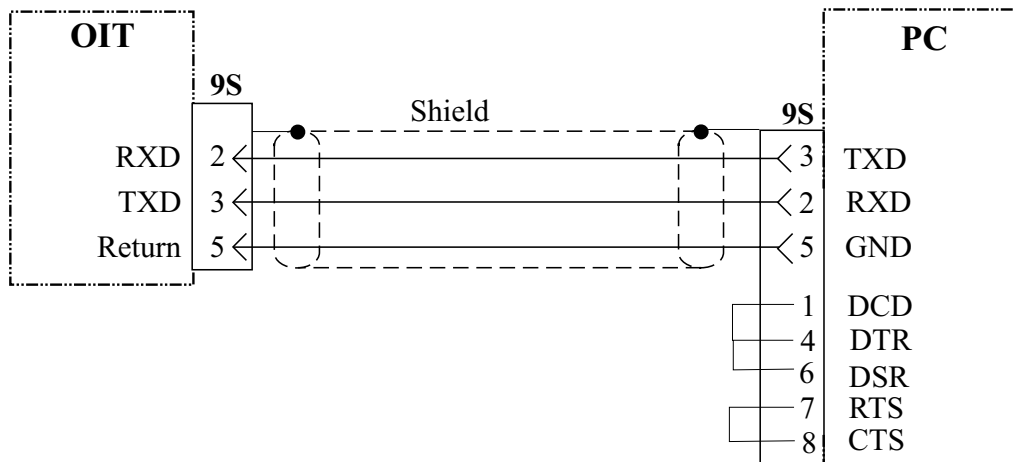 OIT
PC
9S
Shield
9S
RXD 2 3 TXD
TXD 3 2 RXD
Return 5 5 GND
1 DCD
4 DTR
6 DSR
7 RTS
8 CTS